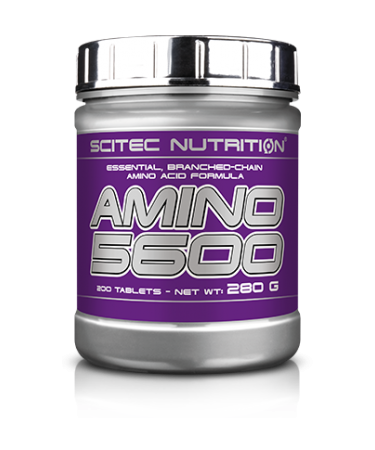 SCITEC NUTRITION®
ESSENTIAL, BRANCHED-CHAIN
AMINO ACID FORMULA
AMINO
5600
200 TABLETS - NET WT: 280 G